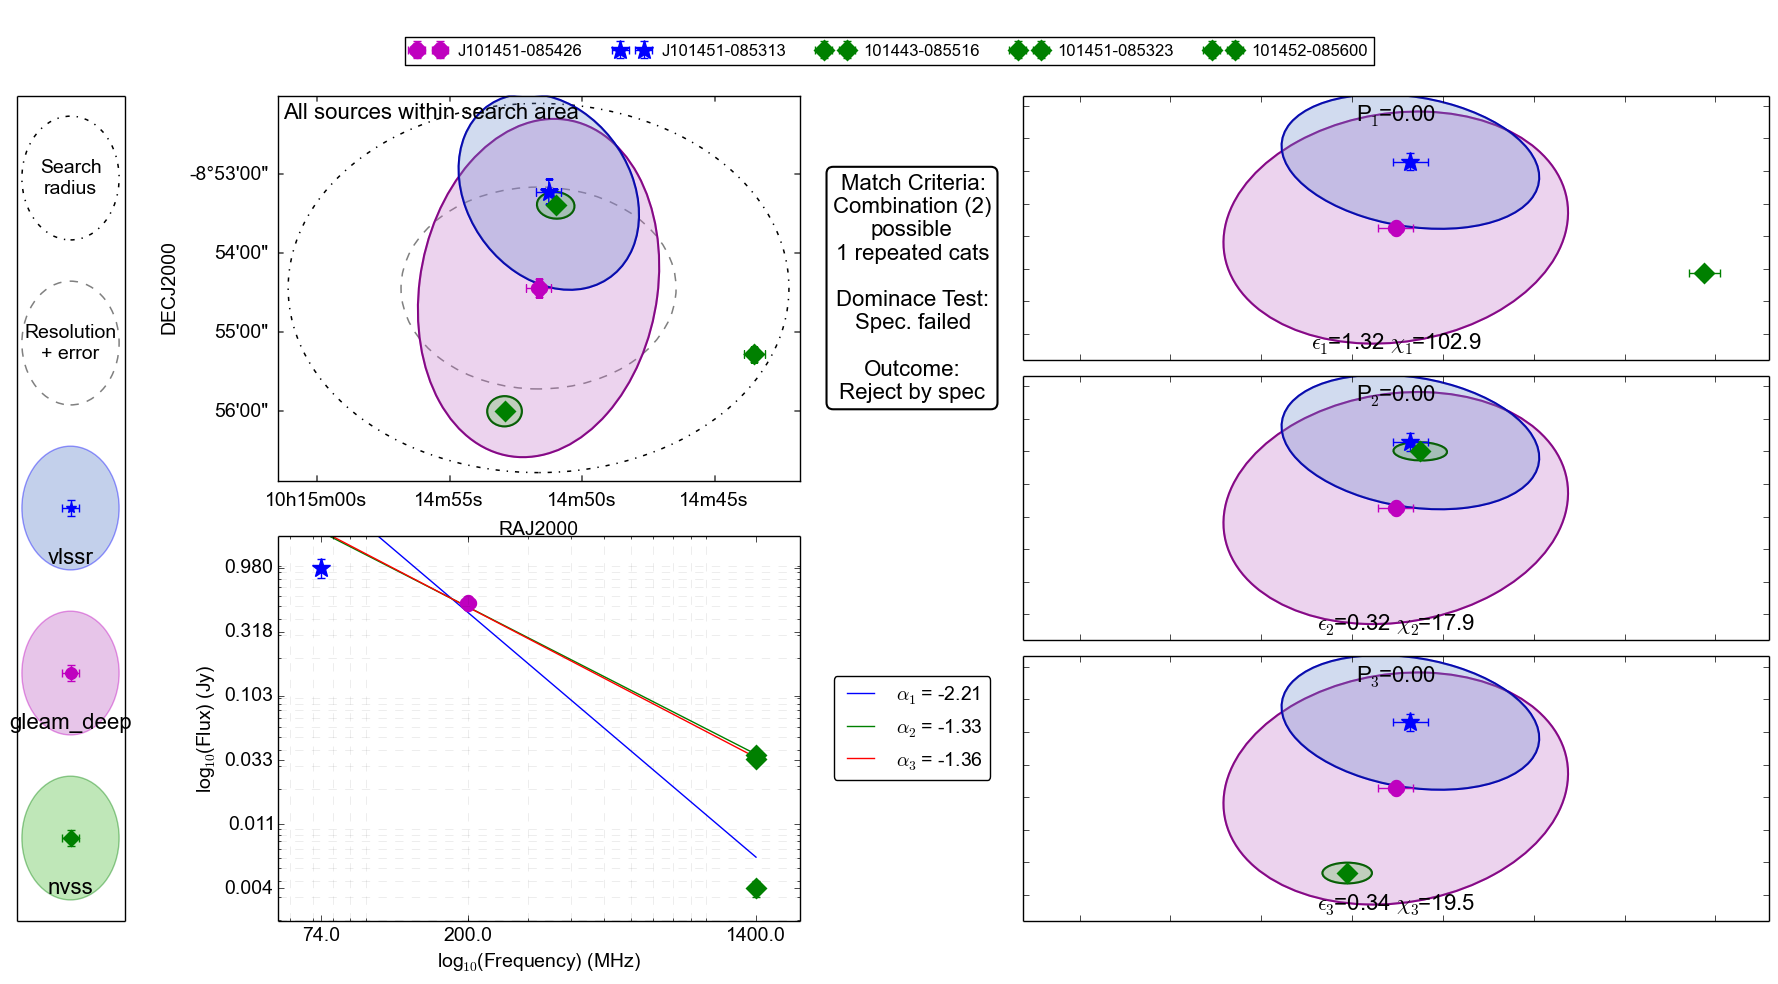 J101451-085426 J101451-085313 101443-085516 101451-085323 101452-085600
Search
radius
Resolution
+ error
vlssr
gleam_deep
nvss
All sources within search area
DECJ2000
-8°53'00"
54'00"
55'00"
56'00"
10h15m00s 14m55s 14m50s 14m45s
RAJ2000
log₁₀(Flux) (Jy)
0.980
0.318
0.103
0.033
0.011
0.004
74.0 200.0 1400.0
log₁₀(Frequency) (MHz)
Match Criteria:
Combination (2)
possible
1 repeated cats
Dominace Test:
Spec. failed
Outcome:
Reject by spec
α₁ = -2.21
α₂ = -1.33
α₃ = -1.36
P₁=0.00
ϵ₁=1.32 χ₁=102.9
P₂=0.00
ϵ₂=0.32 χ₂=17.9
P₃=0.00
ϵ₃=0.34 χ₃=19.5